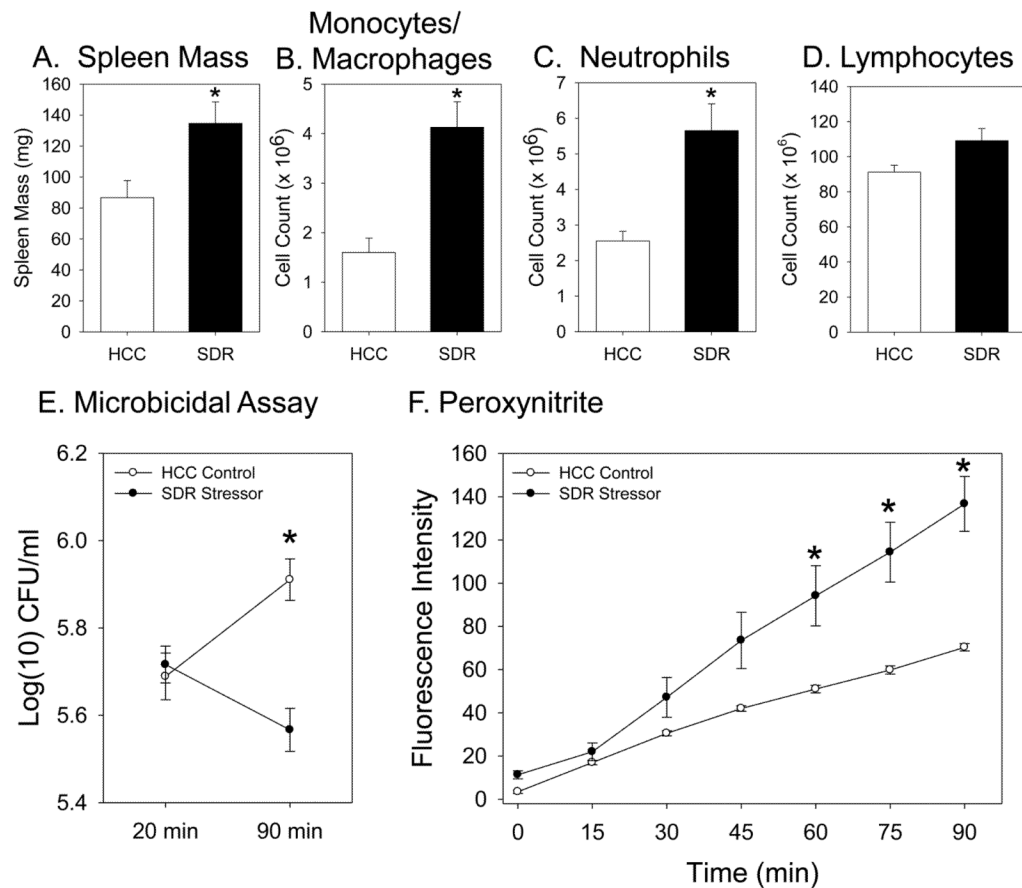 A. Spleen Mass
Spleen Mass (mg)
160
140
120
100
80
60
40
20
0
*
HCC
SDR
Monocytes/
B. Macrophages
Cell Count (x 10⁶)
5
4
3
2
1
0
*
HCC
SDR
C. Neutrophils
Cell Count (x 10⁶)
7
6
5
4
3
2
1
0
*
HCC
SDR
D. Lymphocytes
Cell Count (x 10⁶)
140
120
100
80
60
40
20
0
HCC
SDR
E. Microbicidal Assay
Log(10) CFU/ml
6.2
6.0
5.8
5.6
5.4
HCC Control
SDR Stressor
*
20 min
90 min
F. Peroxynitrite
Fluorescence Intensity
160
140
120
100
80
60
40
20
0
HCC Control
SDR Stressor
*
*
*
0 15 30 45 60 75 90
Time (min)